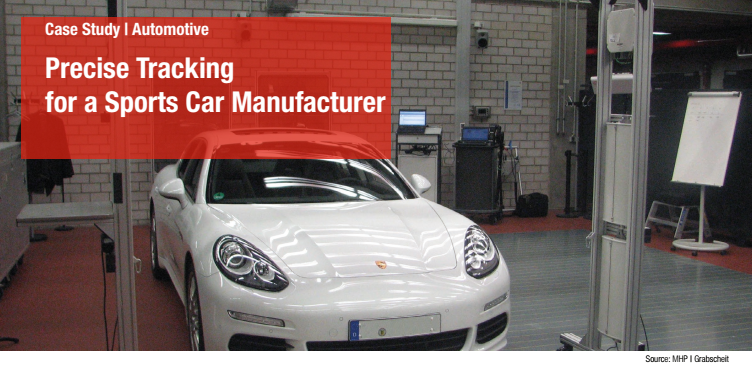 Case Study I Automotive
Precise Tracking
for a Sports Car Manufacturer
D
Source: MHP I Grabscheit